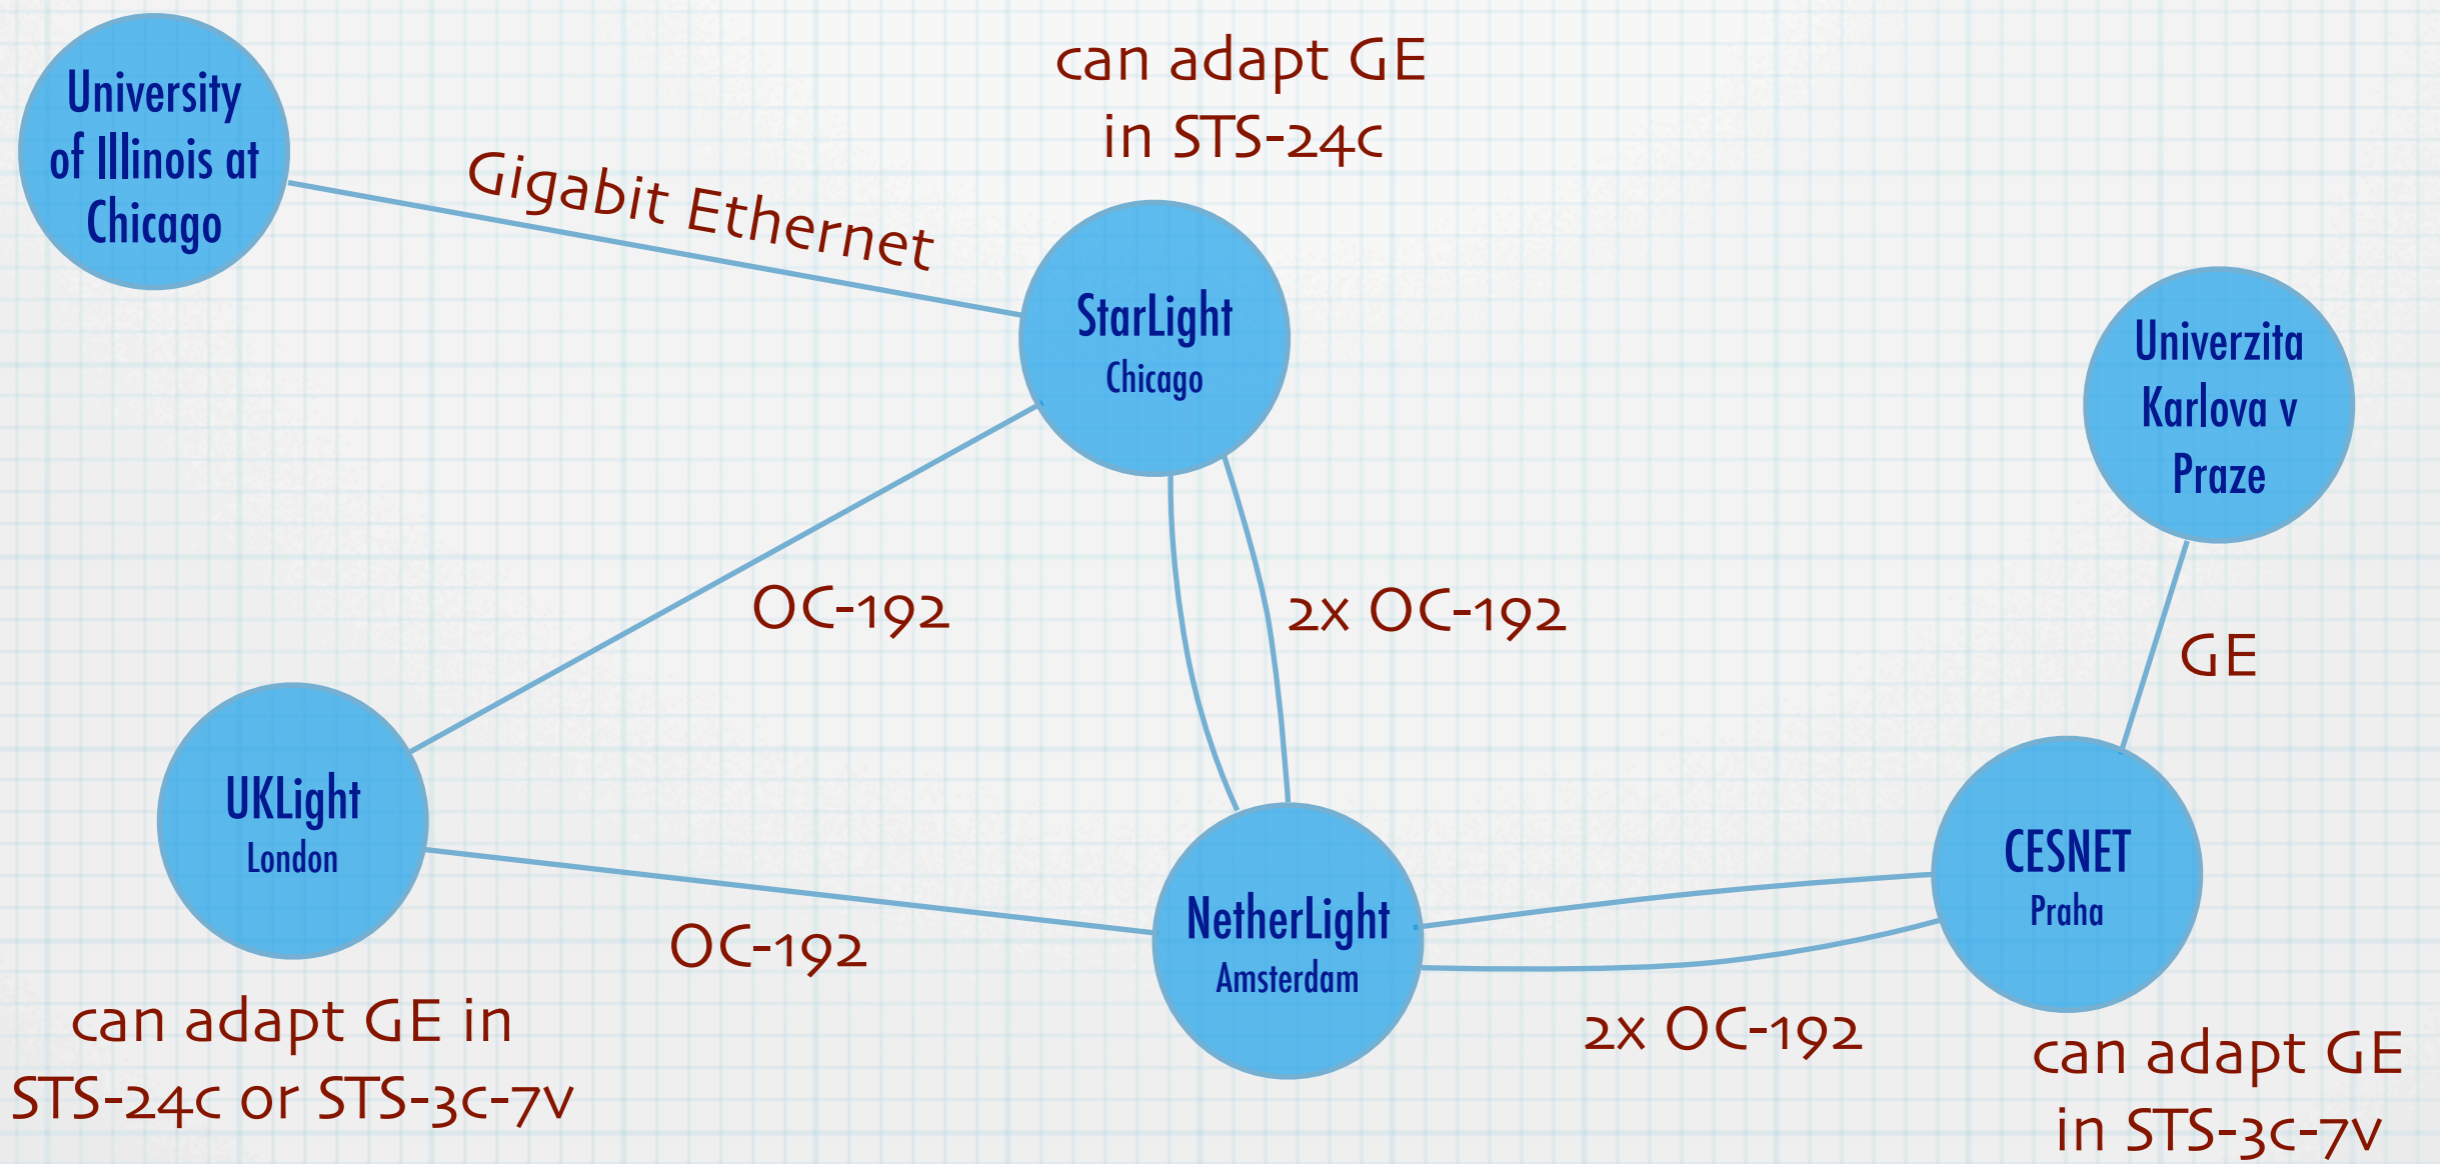 University
of Illinois at
Chicago
Gigabit Ethernet
can adapt GE
in STS-24c
StarLight
Chicago
Univerzita
Karlova v
Praze
OC-192
2x OC-192
GE
UKLight
London
OC-192
NetherLight
Amsterdam
CESNET
Praha
2x OC-192
can adapt GE in
STS-24c or STS-3c-7v
can adapt GE
in STS-3c-7v